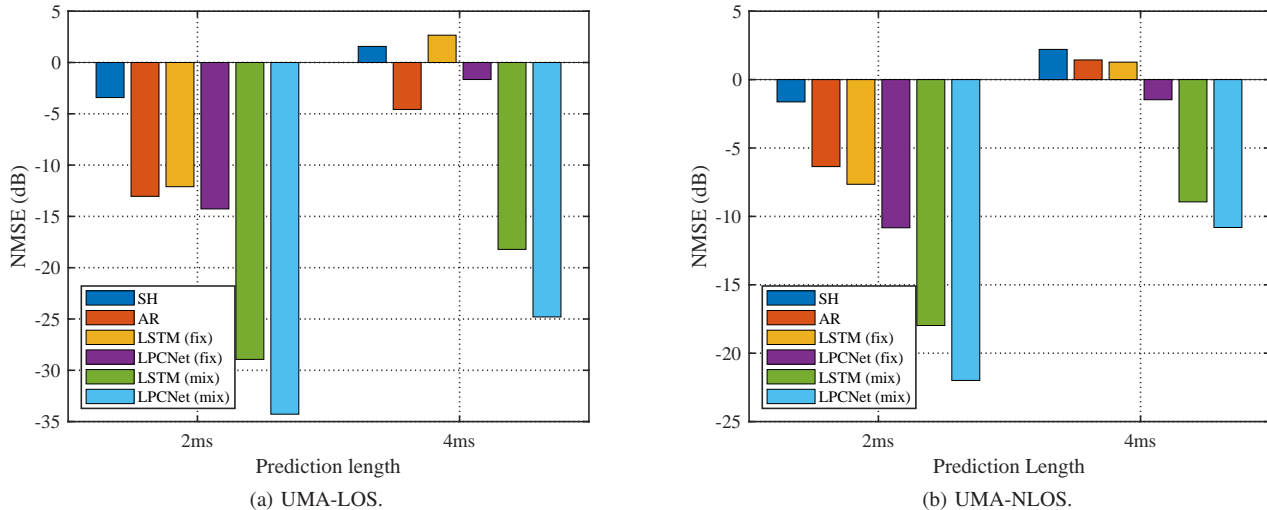 5
0
-5
-10
-15
-20
-25
-30
-35
NMSE (dB)
SH
AR
LSTM (fix)
LPCNet (fix)
LSTM (mix)
LPCNet (mix)
2ms
4ms
Prediction length
(a) UMA-LOS.
5
0
-5
-10
-15
-20
-25
NMSE (dB)
SH
AR
LSTM (fix)
LPCNet (fix)
LSTM (mix)
LPCNet (mix)
2ms
4ms
Prediction Length
(b) UMA-NLOS.